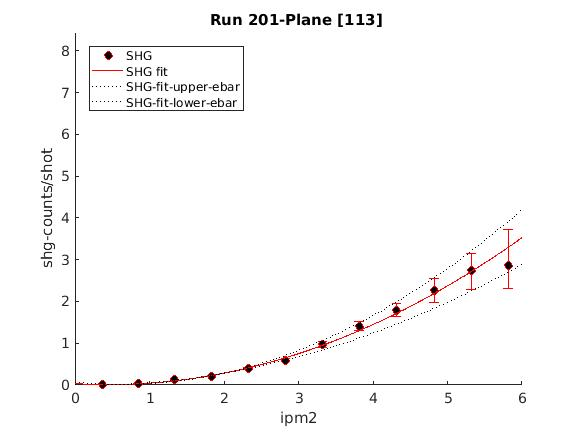 Run 201-Plane [113]
SHG
SHG fit
SHG-fit-upper-ebar
SHG-fit-lower-ebar
shg-counts/shot
8
7
6
5
4
3
2
1
0
0 1 2 3 4 5 6
ipm2